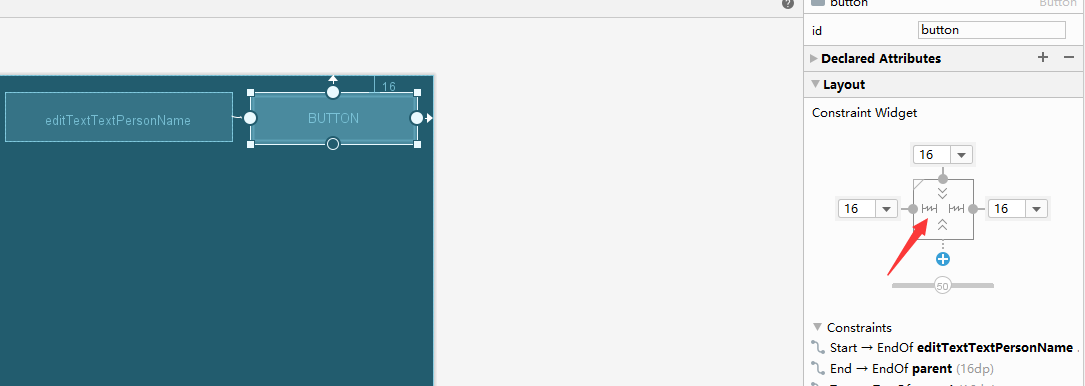 ?
button
Button
id
button
Declared Attributes
16
Layout
editTextTextPersonName
BUTTON
Constraint Widget
16
16
16
50
Constraints
Start → EndOf editTextTextPersonName
End → EndOf parent (16dp)